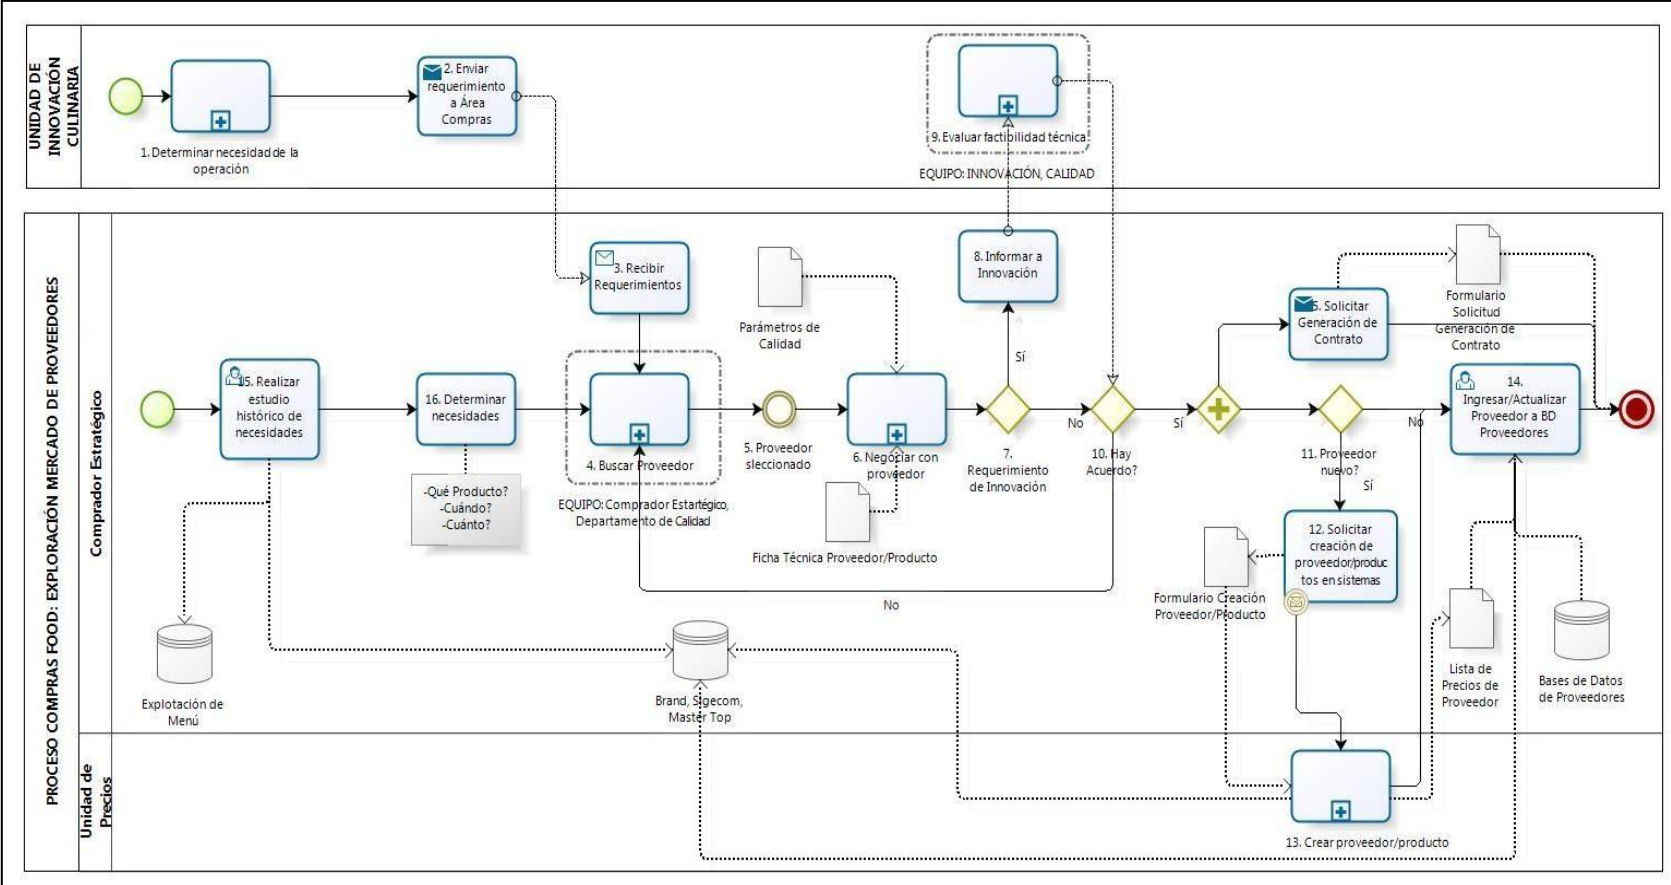 UNIDAD DE
INNOVACIÓN
CULINARIA
1. Determinar necesidad de la
operación
2. Enviar
requerimiento
a Área
Compras
9. Evaluar factibilidad técnica
EQUIPO: INNOVACIÓN, CALIDAD
PROCESO COMPRAS FOOD: EXPLORACIÓN MERCADO DE PROVEEDORES
Comprador Estratégico
3. Recibir
Requerimientos
Parámetros de
Calidad
8. Informar a
Innovación
Sí
5. Solicitar
Generación de
Contrato
Formulario
Solicitud
Generación de
Contrato
15. Realizar
estudio
histórico de
necesidades
16. Determinar
necesidades
-Qué Producto?
-Cuándo?
-Cuánto?
4. Buscar Proveedor
EQUIPO: Comprador Estartégico,
Departamento de Calidad
5. Proveedor
sleccionado
6. Negociar con
proveedor
Ficha Técnica Proveedor/Producto
7.
Requerimiento
de Innovación
No
10. Hay
Acuerdo?
Sí
No
11. Proveedor
nuevo?
Sí
No
14.
Ingresar/Actualizar
Proveedor a BD
Proveedores
12. Solicitar
creación de
proveedor/produc
tos en sistemas
Formulario Creación
Proveedor/Producto
Explotación de
Menú
Brand, Sigecom,
Master Top
Lista de
Precios de
Proveedor
Bases de Datos
de Proveedores
Unidad de
Precios
13. Crear proveedor/producto